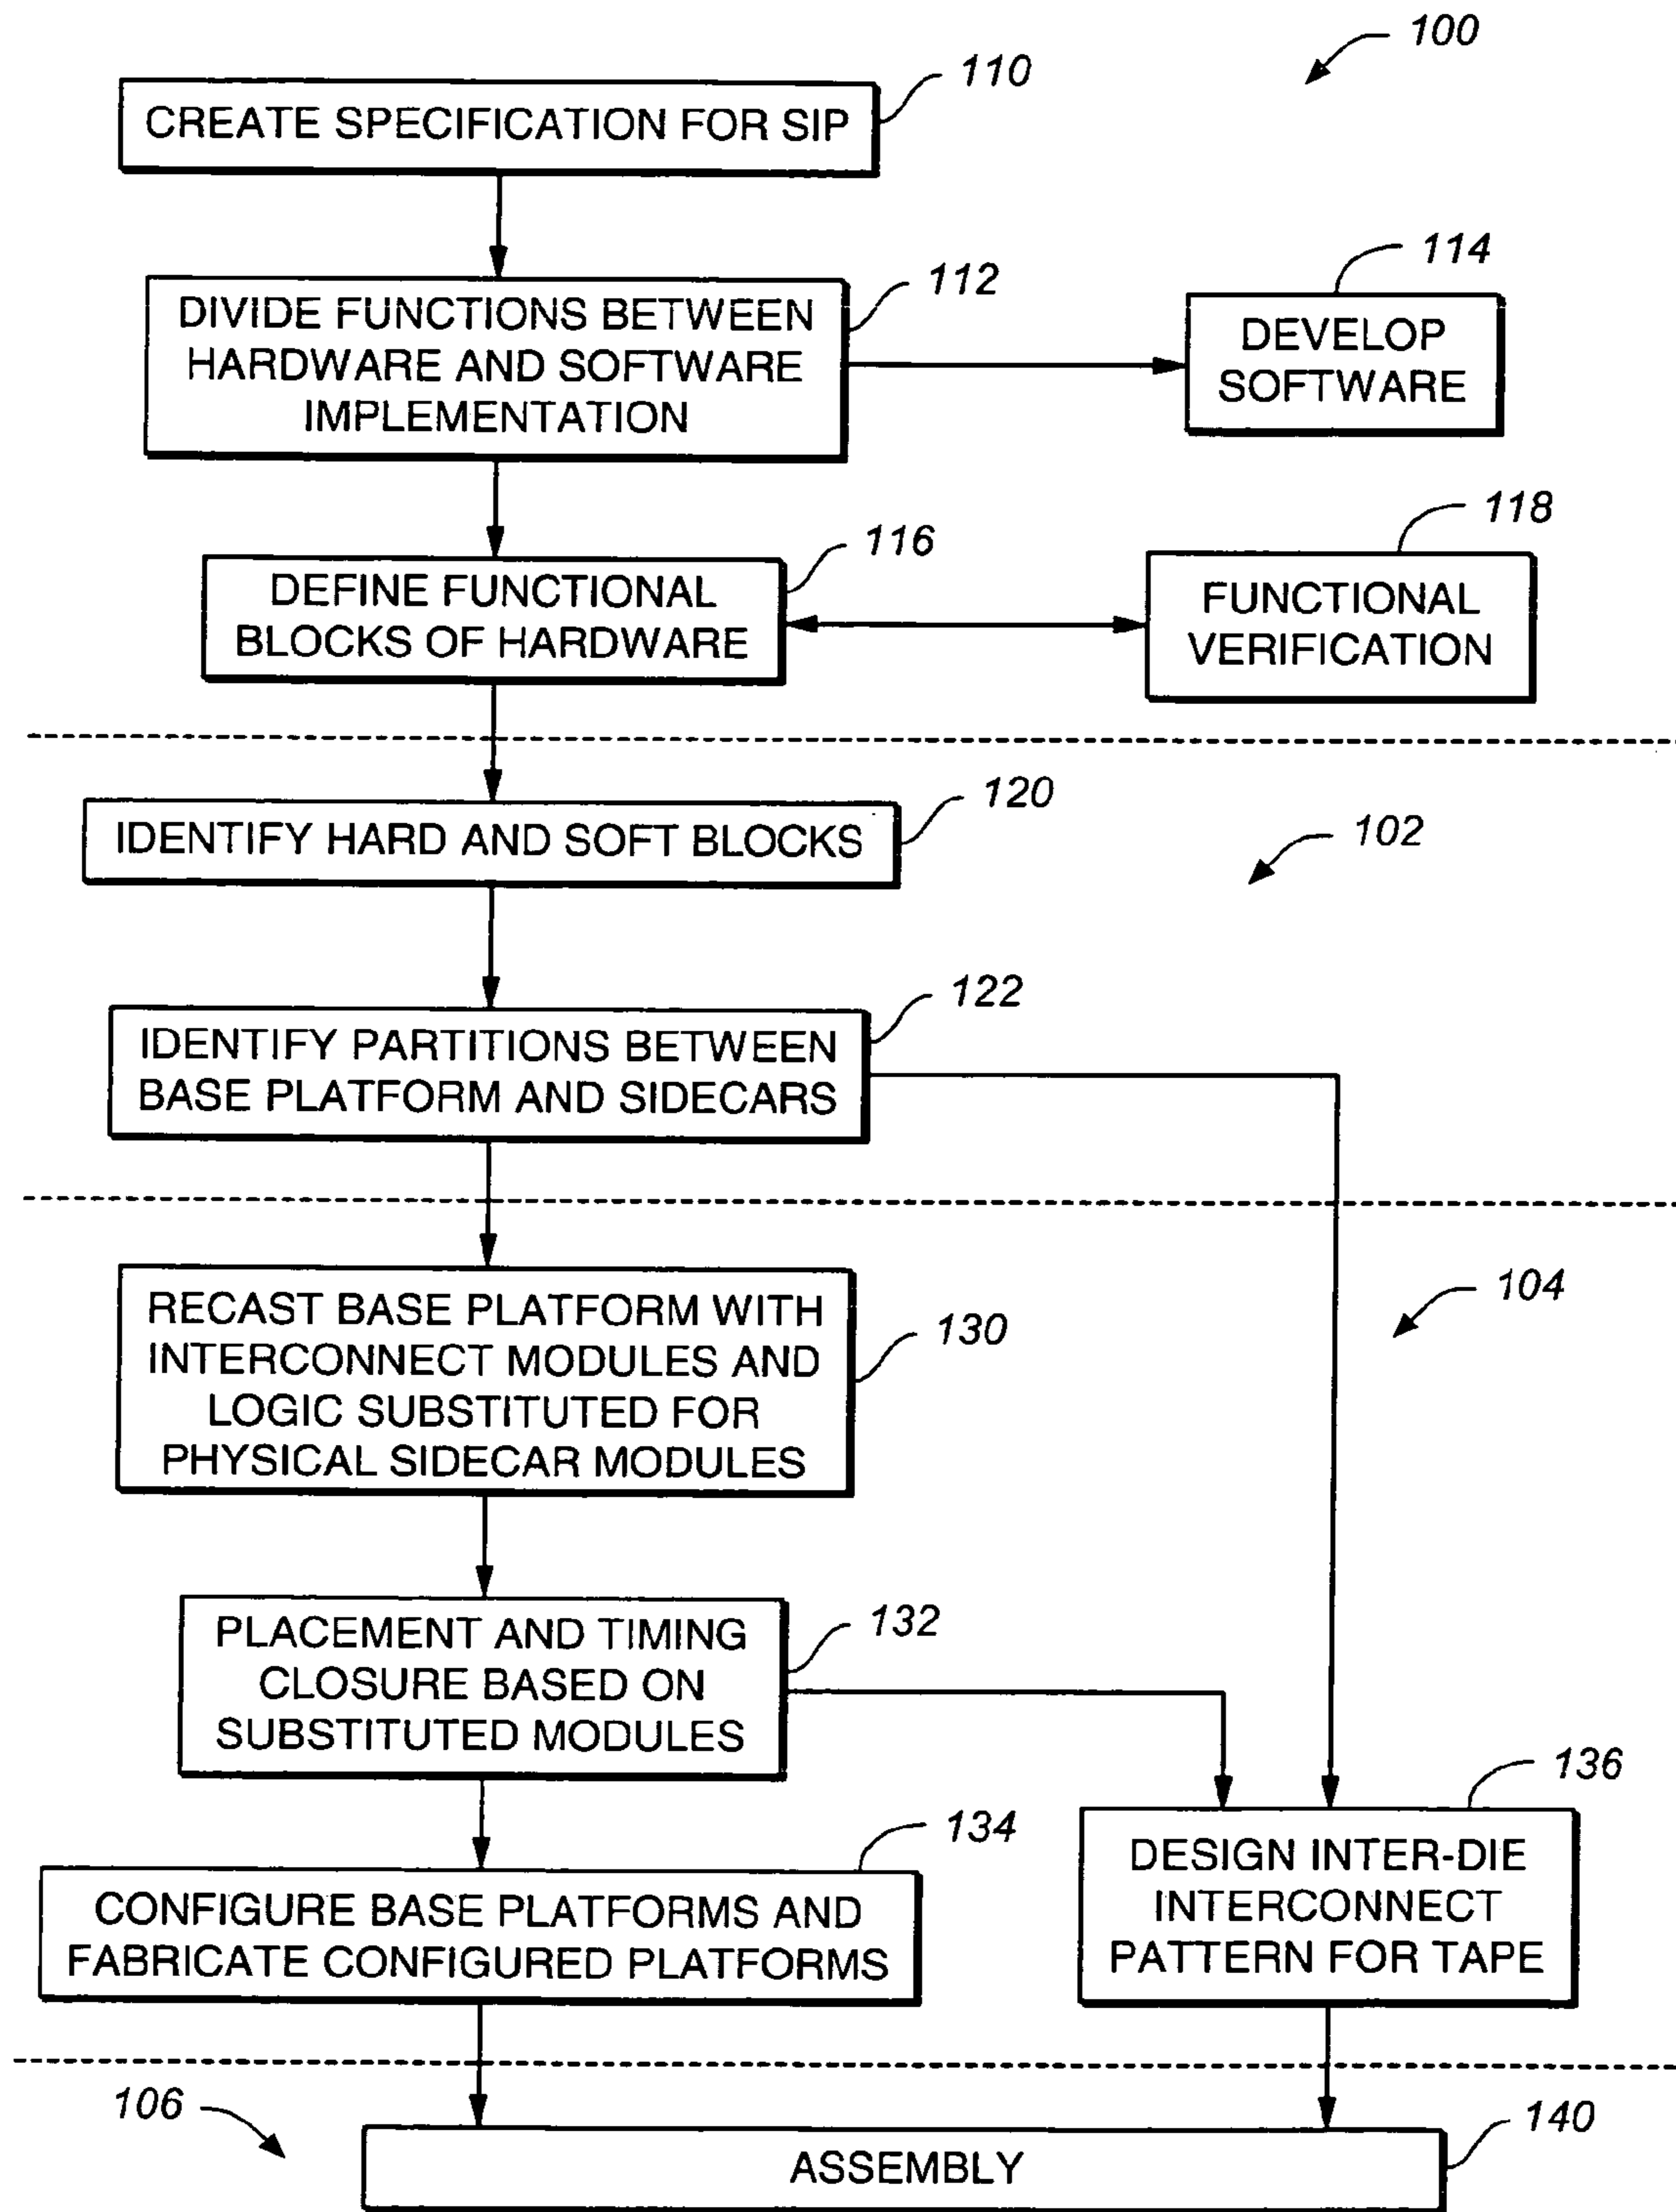 100
110
CREATE SPECIFICATION FOR SIP
112
DIVIDE FUNCTIONS BETWEEN
HARDWARE AND SOFTWARE
IMPLEMENTATION
114
DEVELOP
SOFTWARE
116
DEFINE FUNCTIONAL
BLOCKS OF HARDWARE
118
FUNCTIONAL
VERIFICATION
120
IDENTIFY HARD AND SOFT BLOCKS
102
122
IDENTIFY PARTITIONS BETWEEN
BASE PLATFORM AND SIDECARS
104
130
RECAST BASE PLATFORM WITH
INTERCONNECT MODULES AND
LOGIC SUBSTITUTED FOR
PHYSICAL SIDECAR MODULES
132
PLACEMENT AND TIMING
CLOSURE BASED ON
SUBSTITUTED MODULES
134
CONFIGURE BASE PLATFORMS AND
FABRICATE CONFIGURED PLATFORMS
136
DESIGN INTER-DIE
INTERCONNECT
PATTERN FOR TAPE
106
140
ASSEMBLY